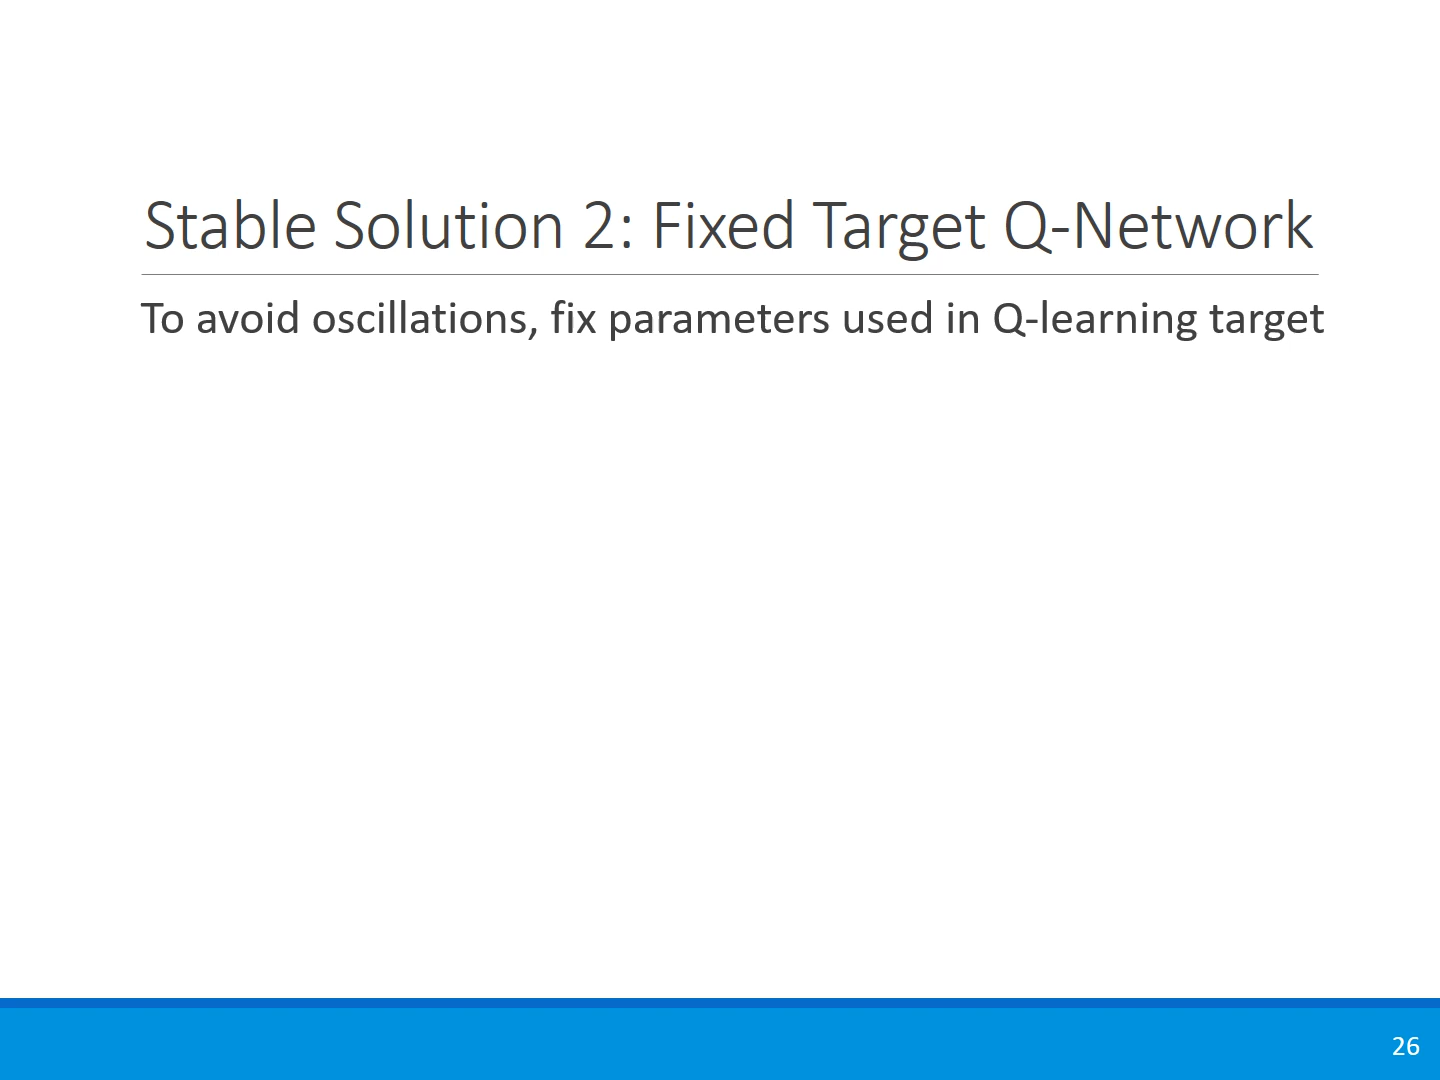 Stable Solution 2: Fixed Target Q-Network
To avoid oscillations, fix parameters used in Q-learning target
26